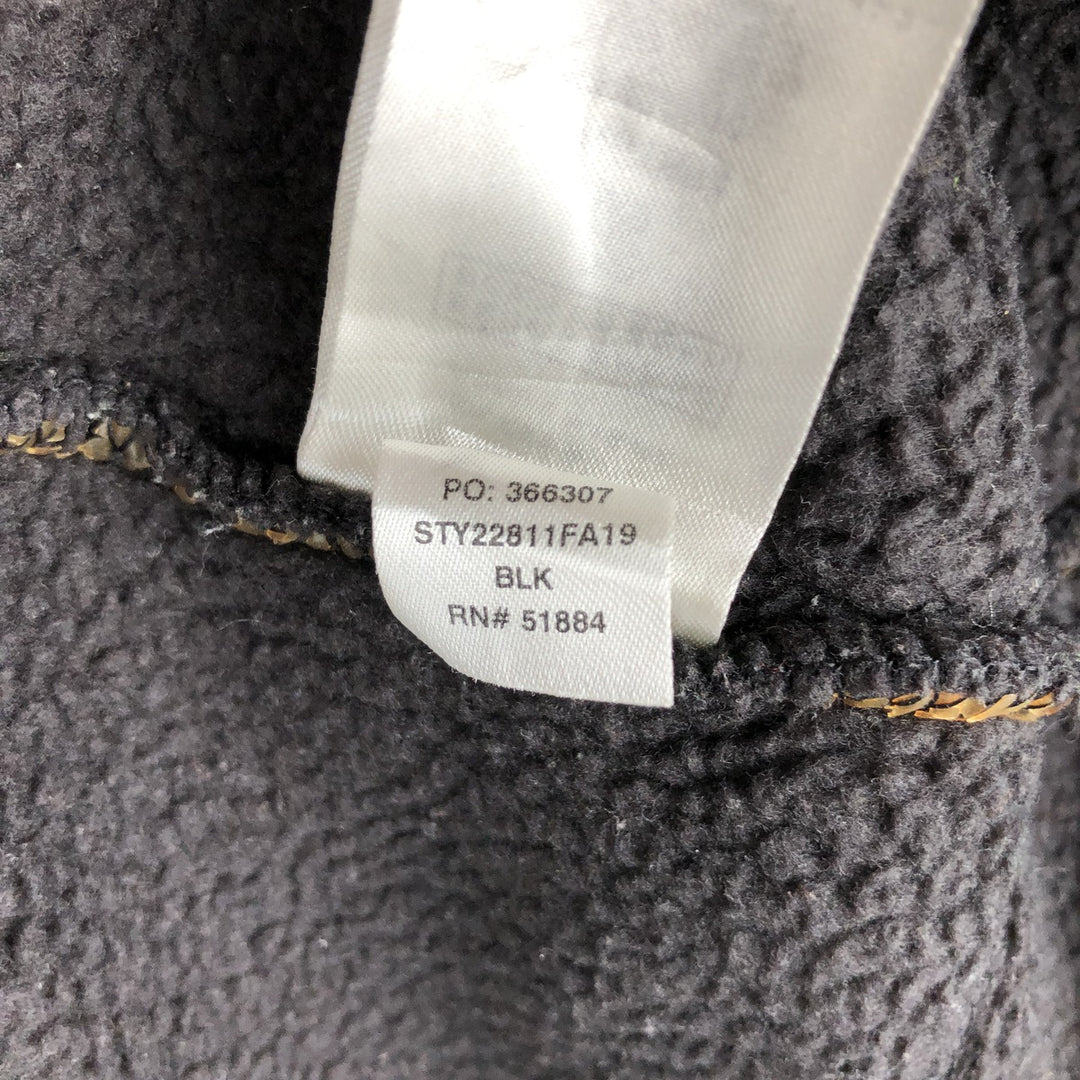 PO: 366307
STY22811FA19
BLK
RN# 51884